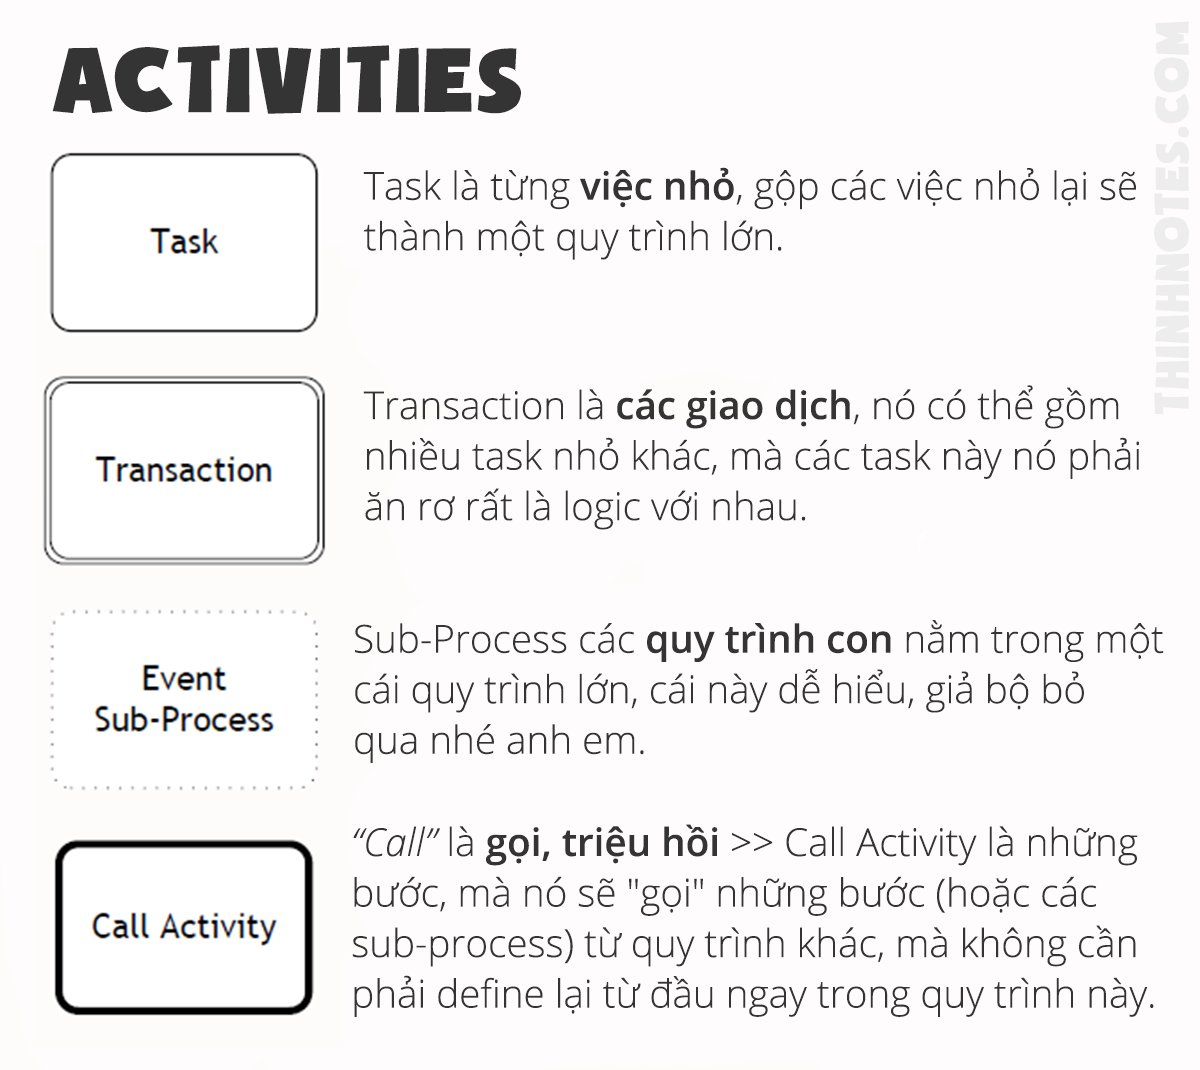 ACTIVITIES
Task
Task là từng việc nhỏ, gộp các việc nhỏ lại sẽ
thành một quy trình lớn.
Transaction
Transaction là các giao dịch, nó có thể gồm
nhiều task nhỏ khác, mà các task này nó phải
ăn rơ rất là logic với nhau.
Event
Sub-Process
Sub-Process các quy trình con nằm trong một
cái quy trình lớn, cái này dễ hiểu, giả bộ bỏ
qua nhé anh em.
Call Activity
“Call” là gọi, triệu hồi >> Call Activity là những
bước, mà nó sẽ "gọi" những bước (hoặc các
sub-process) từ quy trình khác, mà không cần
phải define lại từ đầu ngay trong quy trình này.
THINHNOTES.COM